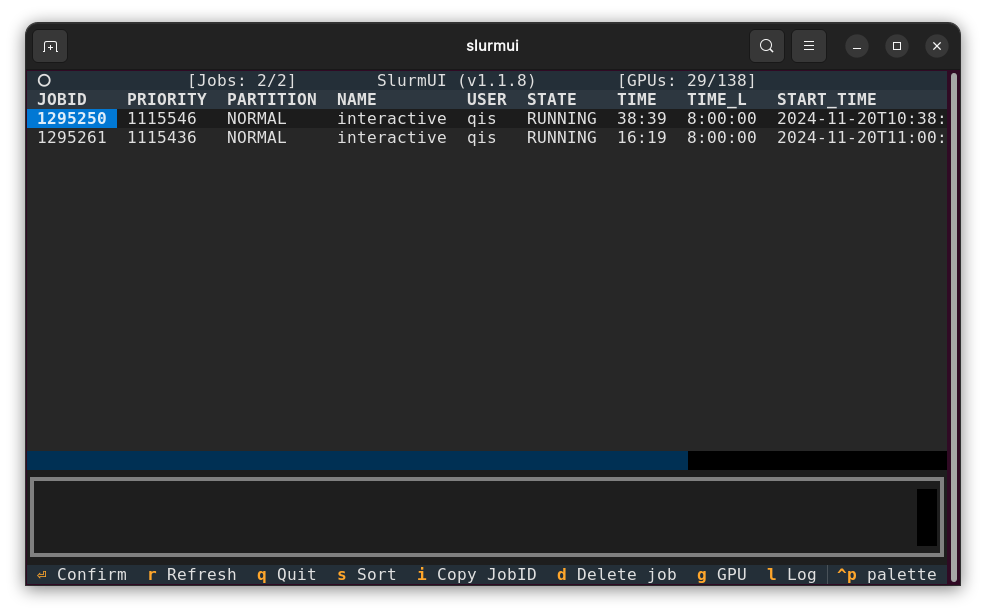 slurmui
[Jobs: 2/2] SlurmUI (v1.1.8) [GPUs: 29/138]
JOBID PRIORITY PARTITION NAME USER STATE TIME TIME_L START_TIME
1295250 1115546 NORMAL interactive qis RUNNING 38:39 8:00:00 2024-11-20T10:38:
1295261 1115436 NORMAL interactive qis RUNNING 16:19 8:00:00 2024-11-20T11:00:
⏎ Confirm r Refresh q Quit s Sort i Copy JobID d Delete job g GPU l Log ^p palette